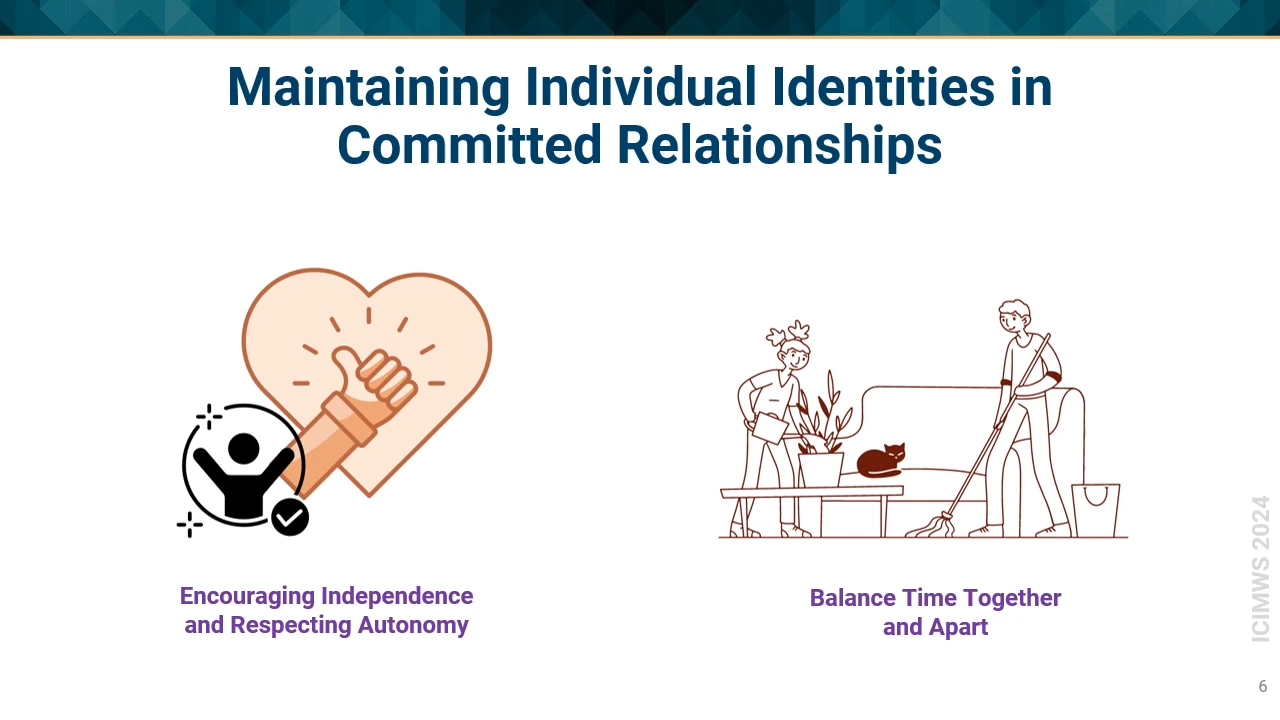 Maintaining Individual Identities in
Committed Relationships
Encouraging Independence
and Respecting Autonomy
Balance Time Together
and Apart
ICIMWS 2024
6